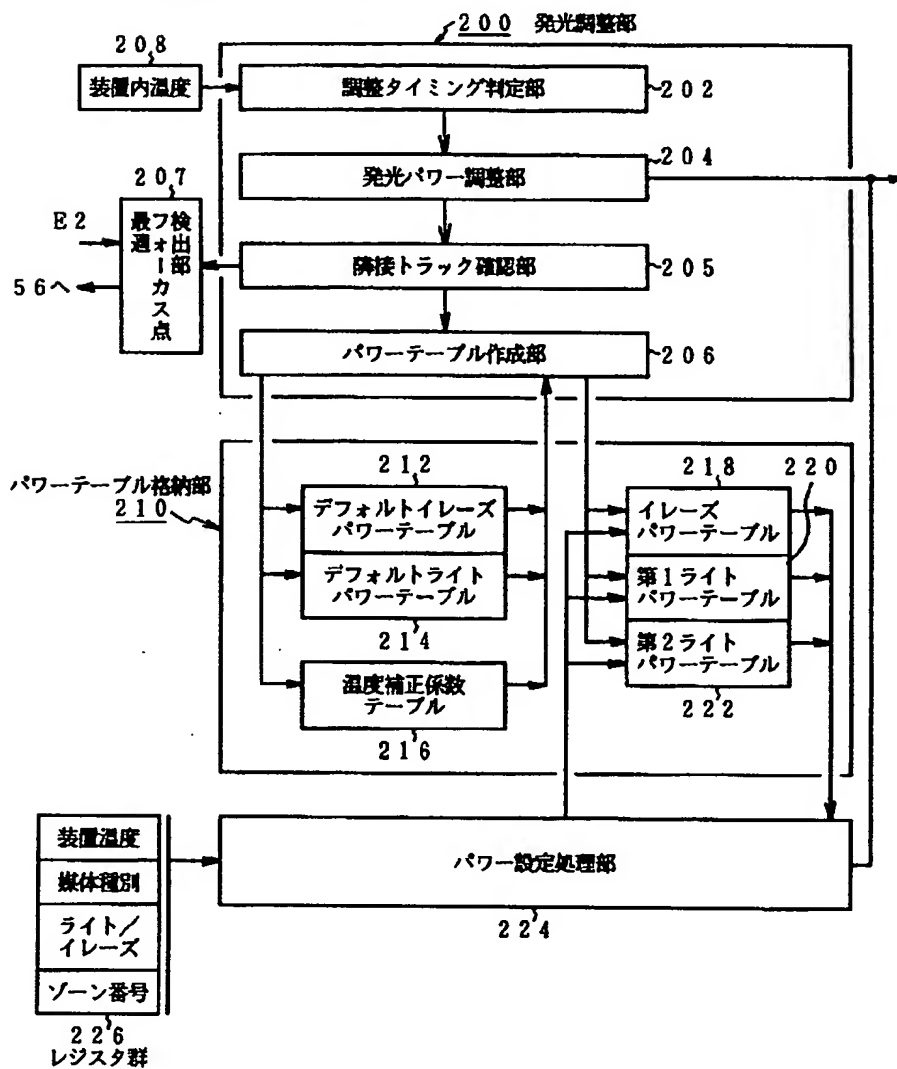 200 発光調整部
208
装置内温度
調整タイミング判定部
202
204
発光パワー調整部
207
最適
フォーカス点
検出部
E2
56へ
隣接トラック確認部
205
パワーテーブル作成部
206
パワーテーブル格納部
210
212
デフォルトイレーズ
パワーテーブル
デフォルトライト
パワーテーブル
214
温度補正係数
テーブル
216
218
220
イレーズ
パワーテーブル
第1ライト
パワーテーブル
第2ライト
パワーテーブル
222
装置温度
媒体種別
ライト/
イレーズ
ゾーン番号
226
レジスタ群
パワー設定処理部
224